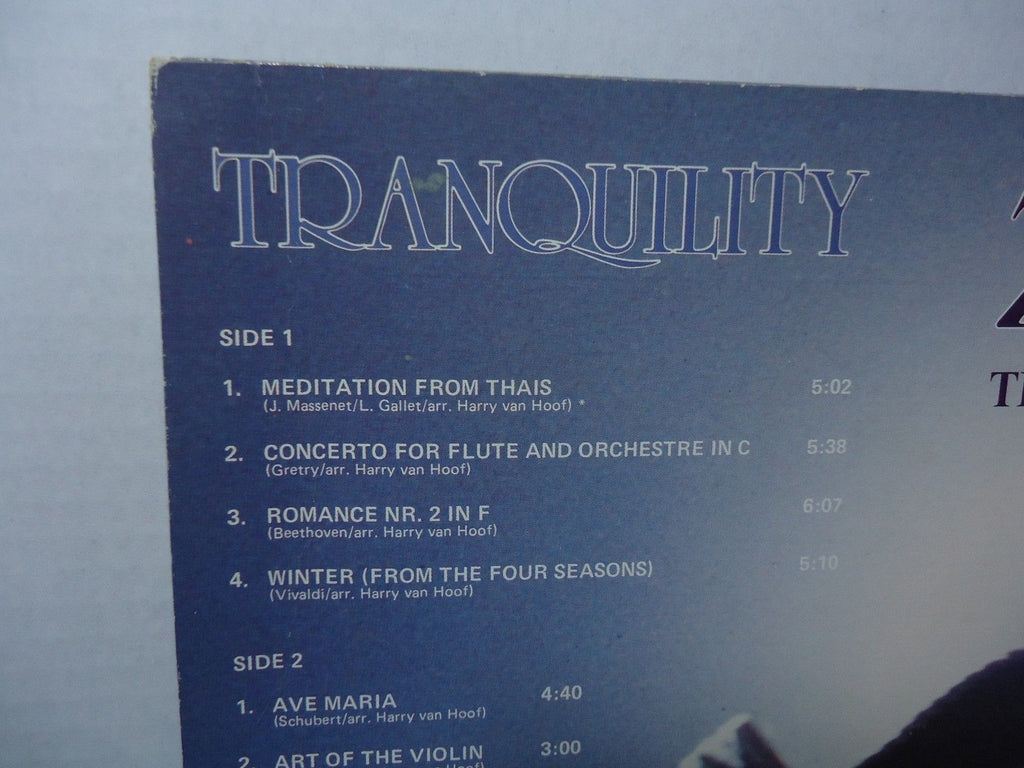 TRANQUILITY
SIDE 1
1. MEDITATION FROM THAIS 5:02
(J. Massenet/L. Gallet/arr. Harry van Hoof) *
2. CONCERTO FOR FLUTE AND ORCHESTRE IN C 5:38
(Gretry/arr. Harry van Hoof)
3. ROMANCE NR. 2 IN F 6:07
(Beethoven/arr. Harry van Hoof)
4. WINTER (FROM THE FOUR SEASONS) 5:10
(Vivaldi/arr. Harry van Hoof)
SIDE 2
1. AVE MARIA 4:40
(Schubert/arr. Harry van Hoof)
2. ART OF THE VIOLIN 3:00